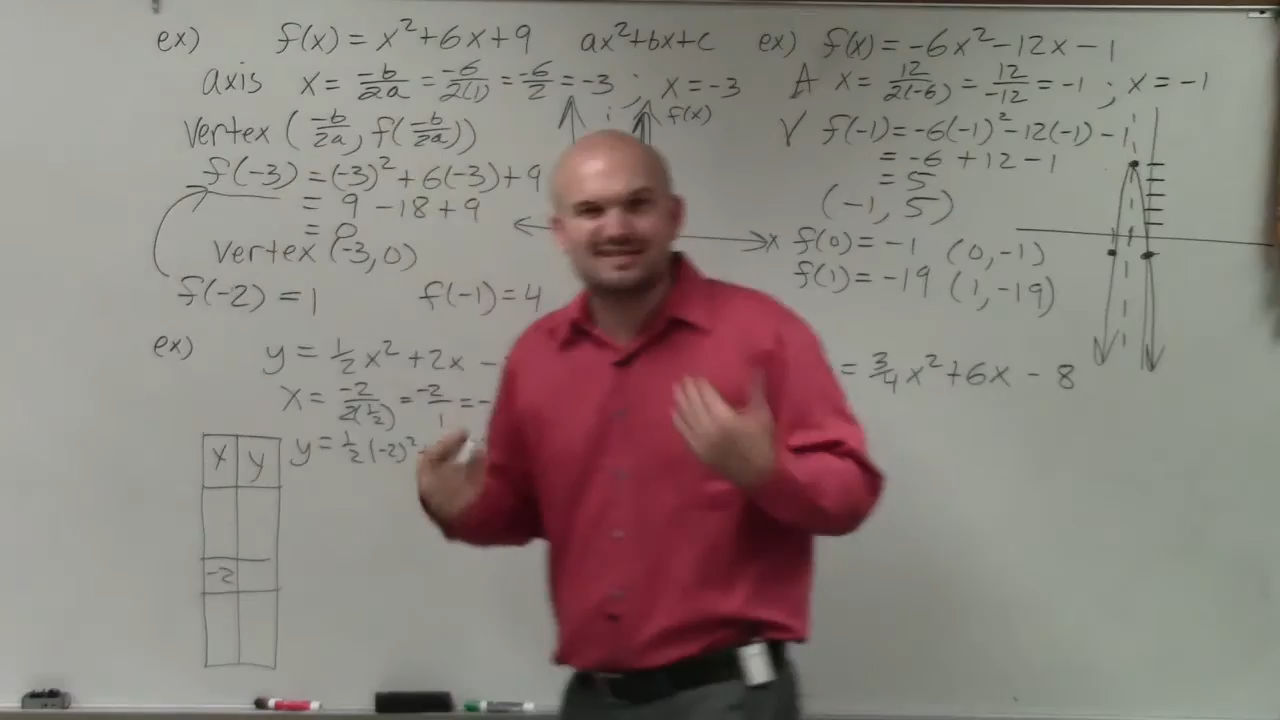 ex) f(x) = x²+6x+9 ax²+bx+c
axis x = -b/2a = -6/2(1) = -6/2 = -3 ; x = -3
vertex (-b/2a, f(-b/2a))
f(-3) = (-3)² + 6(-3) + 9
= 9 - 18 + 9
= 0
vertex (-3, 0)
f(-2) = 1 f(-1) = 4
f(x)
x
ex) f(x) = -6x² - 12x - 1
A x = 12/2(-6) = 12/-12 = -1 ; x = -1
V f(-1) = -6(-1)² - 12(-1) - 1
= -6 + 12 - 1
= 5
(-1, 5)
f(0) = -1 (0, -1)
f(1) = -19 (1, -19)
ex) y = ½x² + 2x -
x = -2/2(½) = -2/1 = -
y = ½(-2)²
x y
-2
= ¾x² + 6x - 8